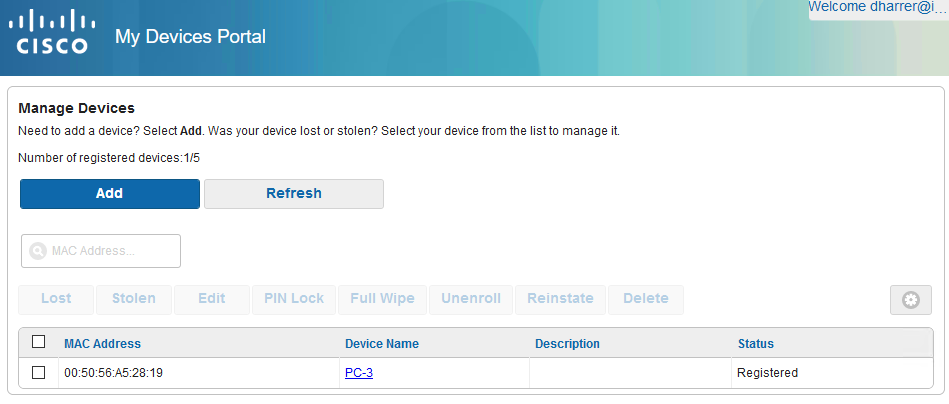 Welcome dharrer@i...
CISCO
My Devices Portal
Manage Devices
Need to add a device? Select Add. Was your device lost or stolen? Select your device from the list to manage it.
Number of registered devices:1/5
Add Refresh
MAC Address...
Lost Stolen Edit PIN Lock Full Wipe Unenroll Reinstate Delete
MAC Address Device Name Description Status
00:50:56:A5:28:19 PC-3 Registered